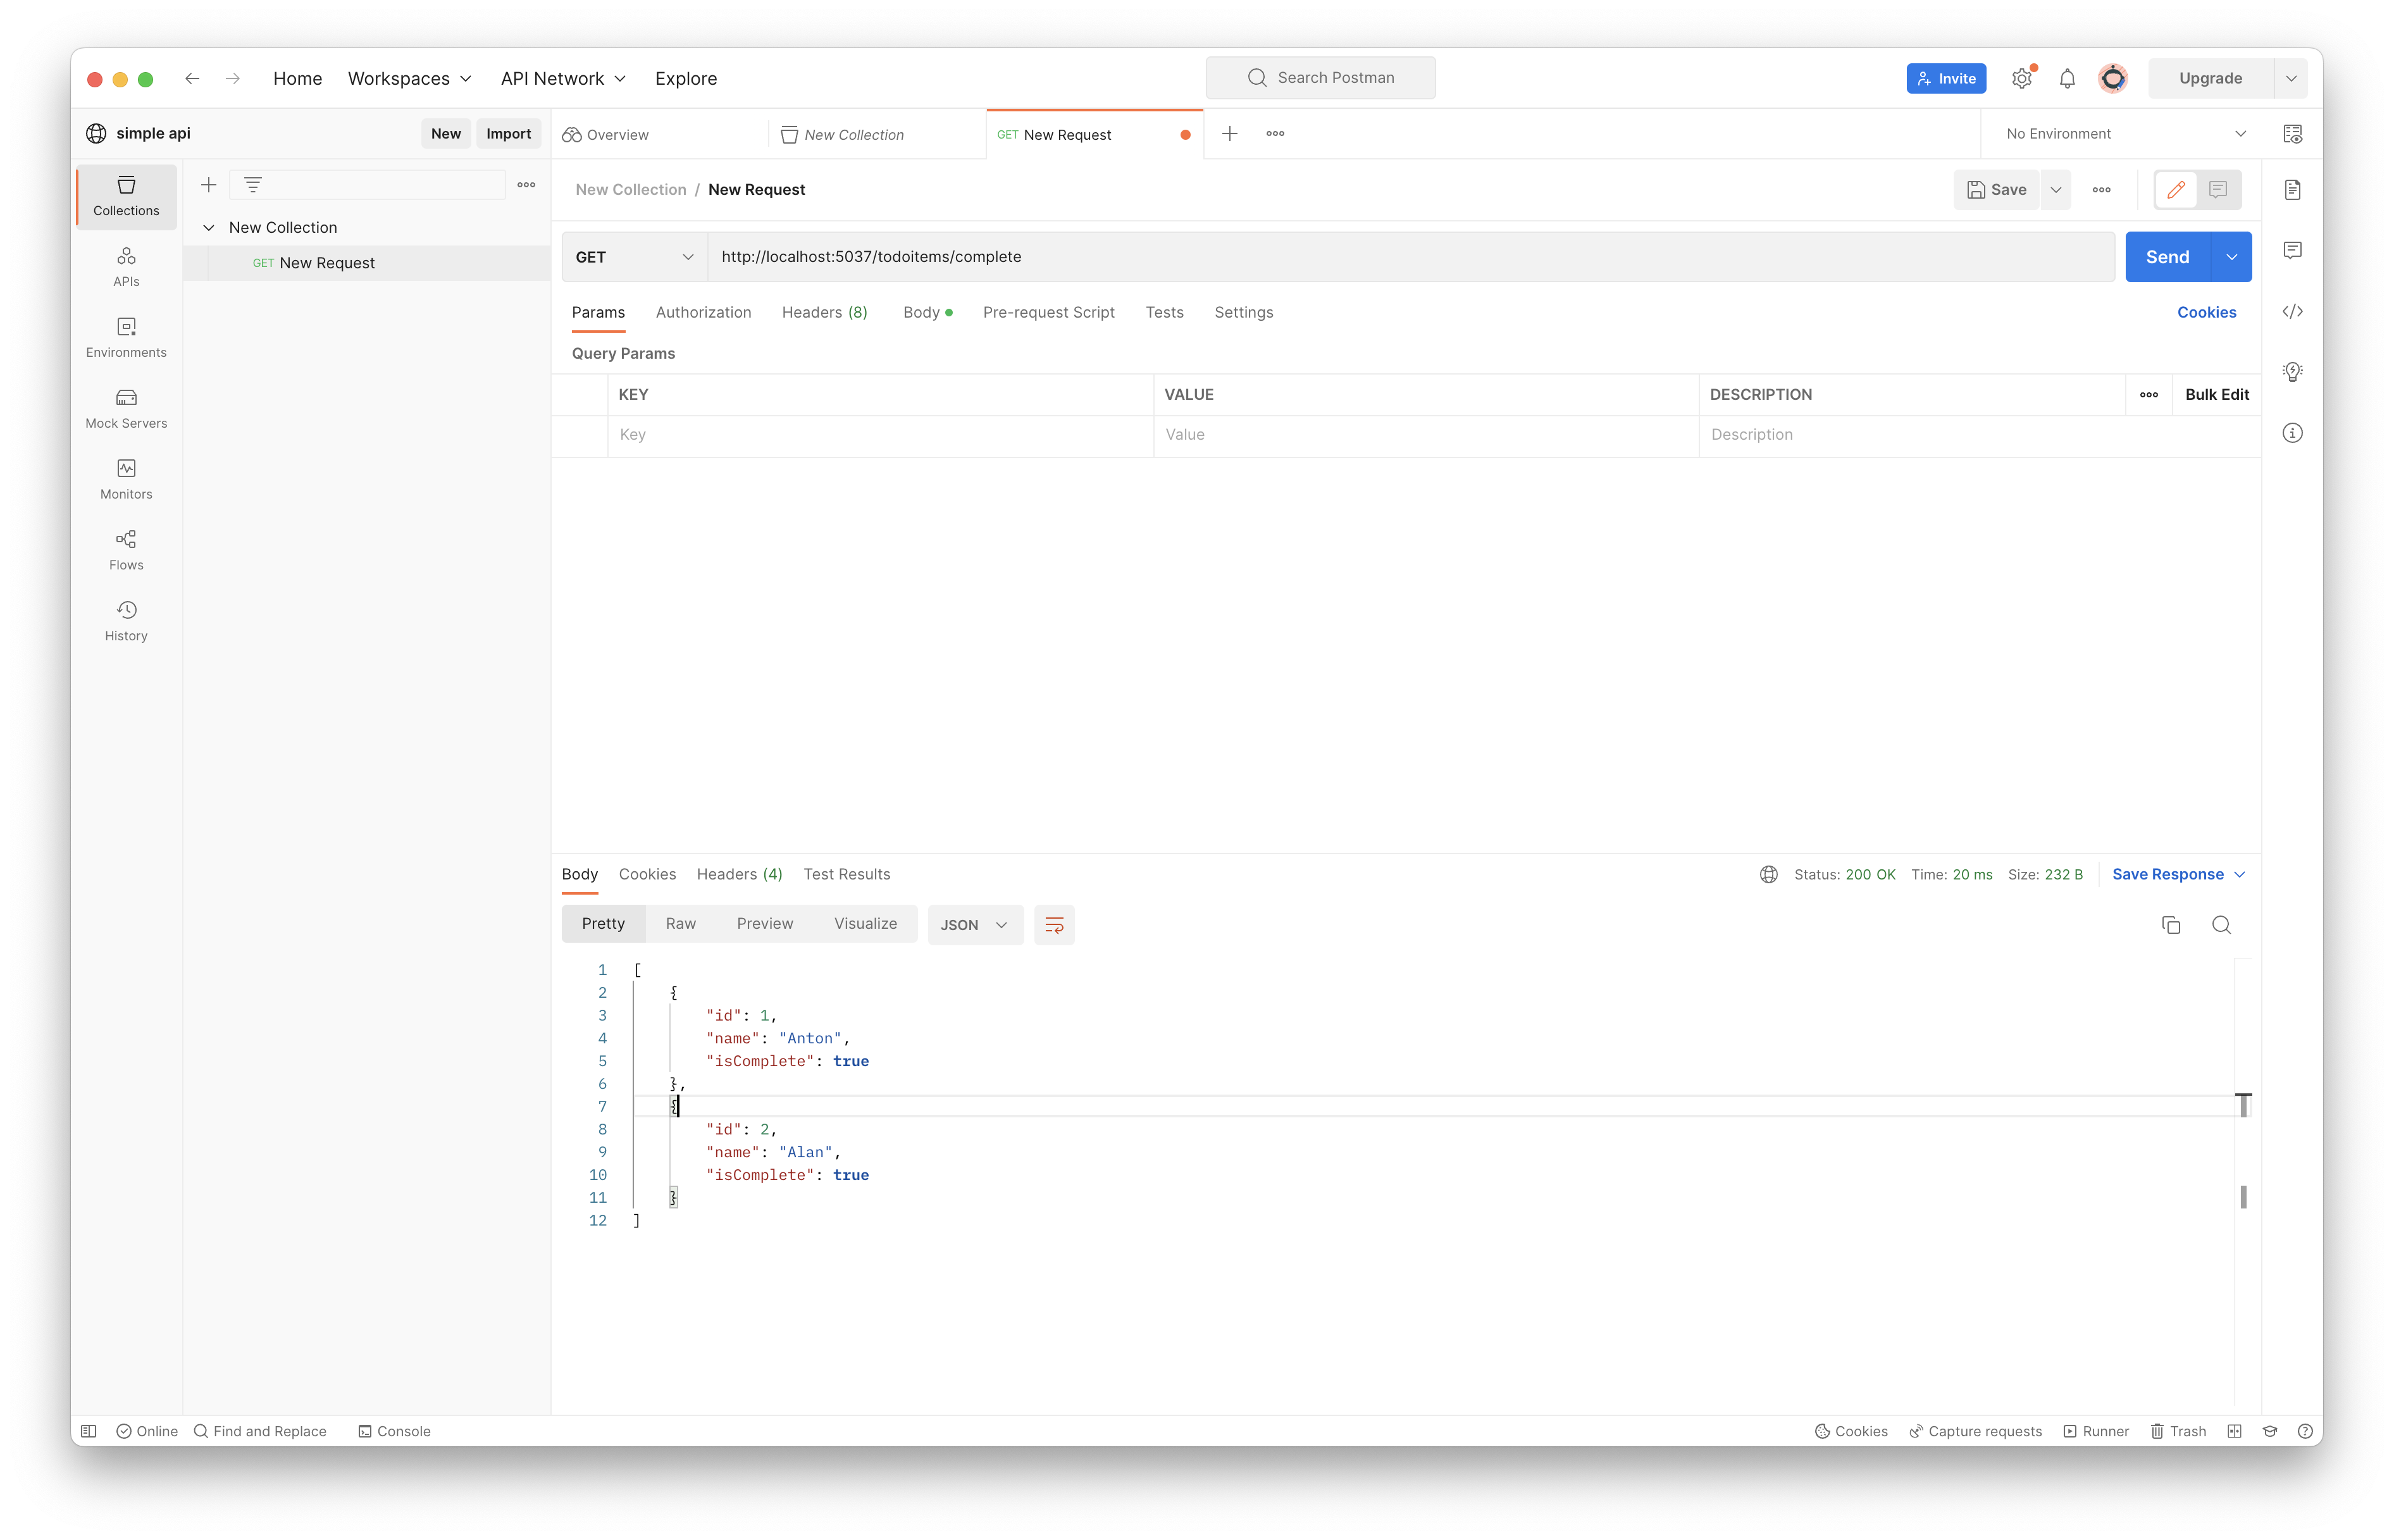 Home Workspaces API Network Explore Search Postman Invite Upgrade
simple api New Import Overview New Collection GET New Request No Environment
Collections
APIs
Environments
Mock Servers
Monitors
Flows
History
New Collection
GET New Request
New Collection / New Request Save
GET http://localhost:5037/todoitems/complete Send
Params Authorization Headers (8) Body Pre-request Script Tests Settings Cookies
Query Params
KEY VALUE DESCRIPTION Bulk Edit
Key Value Description
Body Cookies Headers (4) Test Results Status: 200 OK Time: 20 ms Size: 232 B Save Response
Pretty Raw Preview Visualize JSON
1 [
2 {
3 "id": 1,
4 "name": "Anton",
5 "isComplete": true
6 },
7 {
8 "id": 2,
9 "name": "Alan",
10 "isComplete": true
11 }
12 ]
Online Find and Replace Console Cookies Capture requests Runner Trash